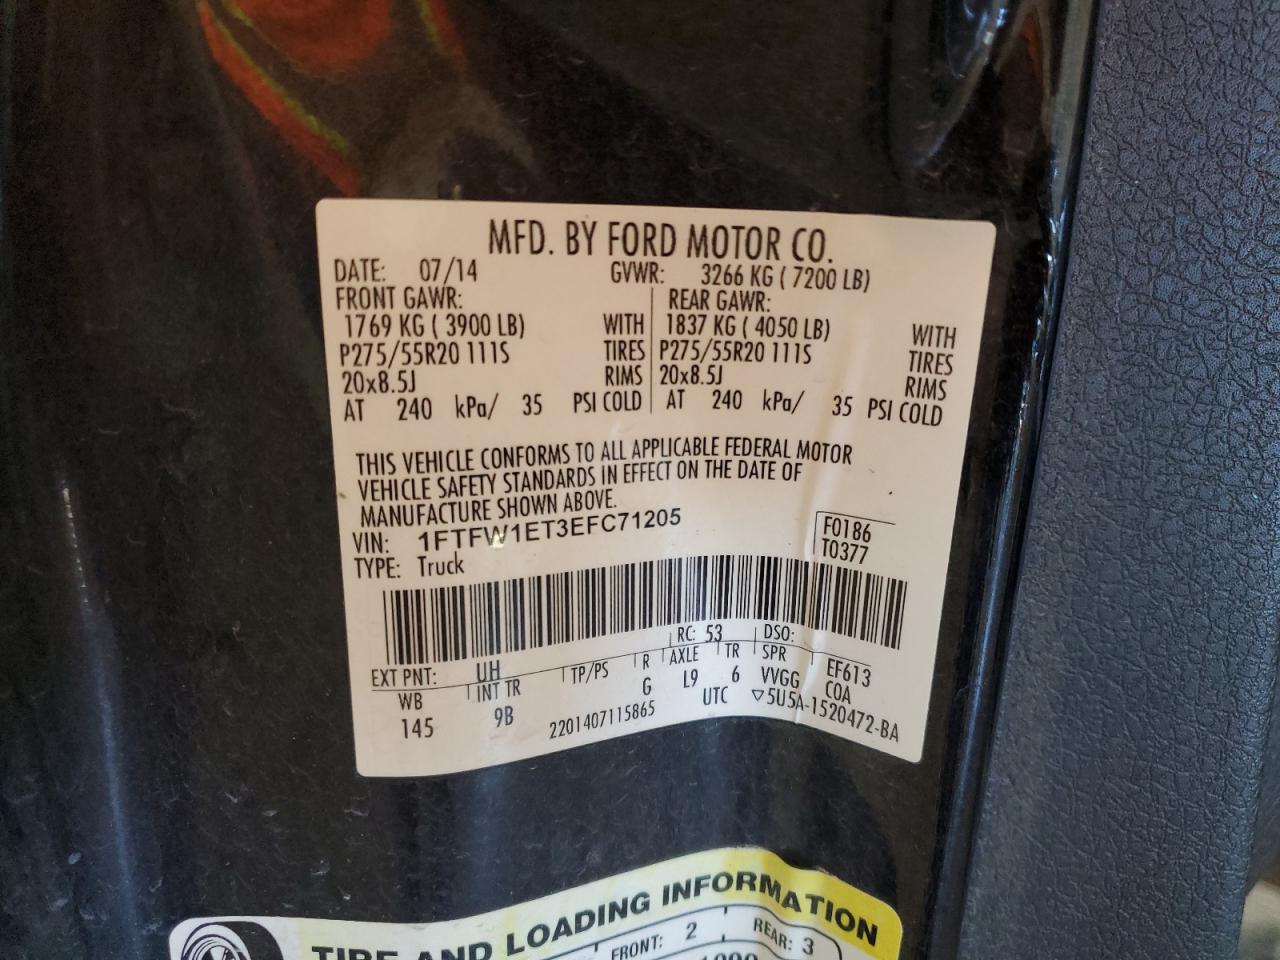 MFD. BY FORD MOTOR CO.
DATE: 07/14 GVWR: 3266 KG ( 7200 LB)
FRONT GAWR: REAR GAWR:
1769 KG ( 3900 LB) WITH 1837 KG ( 4050 LB) WITH
P275/55R20 111S TIRES P275/55R20 111S TIRES
20x8.5J RIMS 20x8.5J RIMS
AT 240 kPa/ 35 PSI COLD AT 240 kPa/ 35 PSI COLD
THIS VEHICLE CONFORMS TO ALL APPLICABLE FEDERAL MOTOR
VEHICLE SAFETY STANDARDS IN EFFECT ON THE DATE OF
MANUFACTURE SHOWN ABOVE.
VIN: 1FTFW1ET3EFC71205 F0186
TYPE: Truck T0377
RC: 53 DSO:
EXT PNT: UH EF613
WB INT TR TP/PS R AXLE TR SPR COA
145 9B G L9 6 VVGG
2201407115865 UTC ▽5U5A-1520472-BA
TIRE AND LOADING INFORMATION
FRONT: 2 REAR: 3